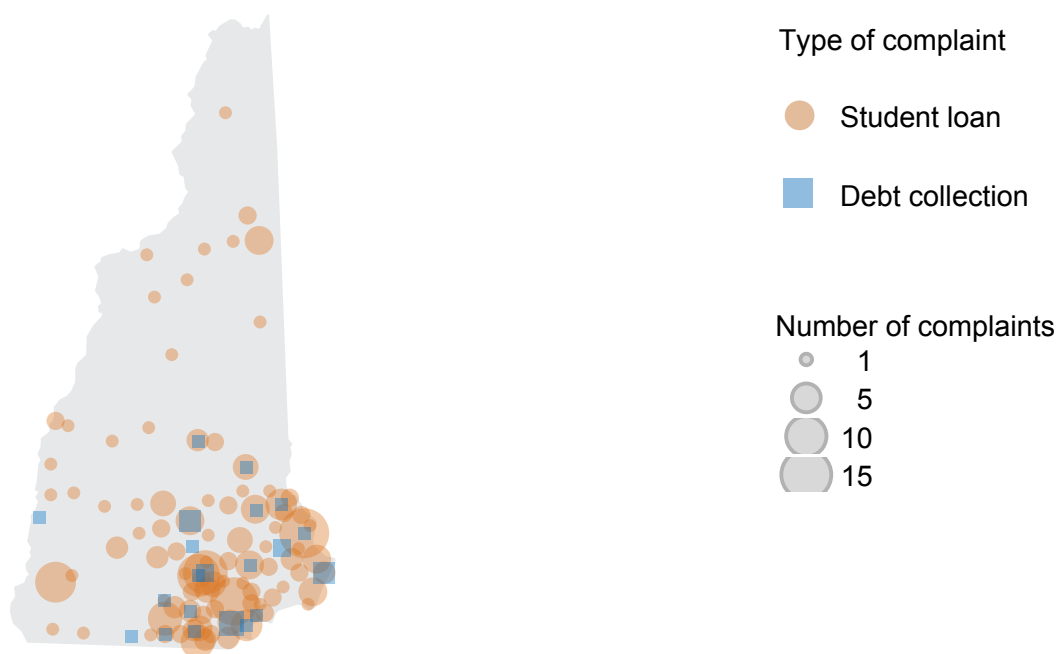 Type of complaint
Student loan
Debt collection
Number of complaints
1
5
10
15